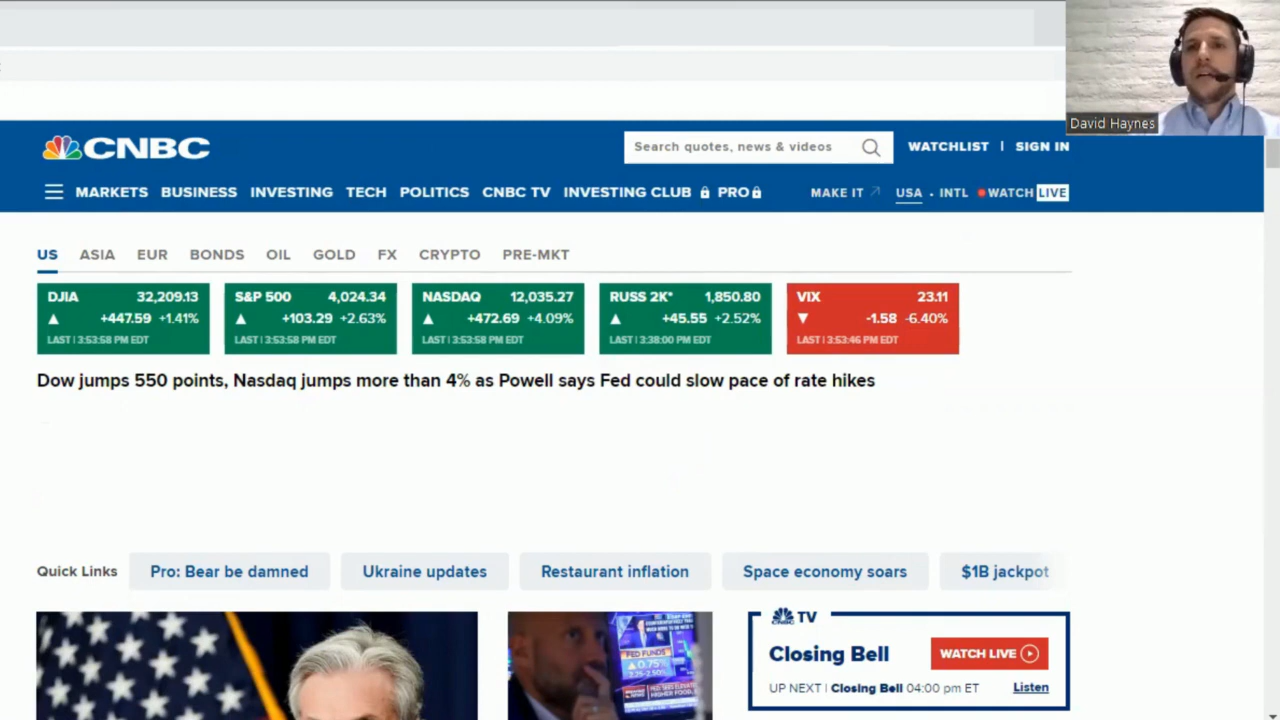 David Haynes
CNBC
Search quotes, news & videos
WATCHLIST | SIGN IN
MARKETS BUSINESS INVESTING TECH POLITICS CNBC TV INVESTING CLUB PRO
MAKE IT USA • INTL WATCH LIVE
US ASIA EUR BONDS OIL GOLD FX CRYPTO PRE-MKT
DJIA 32,209.13
+447.59 +1.41%
LAST | 3:53:58 PM EDT
S&P 500 4,024.34
+103.29 +2.63%
LAST | 3:53:58 PM EDT
NASDAQ 12,035.27
+472.69 +4.09%
LAST | 3:53:58 PM EDT
RUSS 2K* 1,850.80
+45.55 +2.52%
LAST | 3:38:00 PM EDT
VIX 23.11
-1.58 -6.40%
LAST | 3:53:46 PM EDT
Dow jumps 550 points, Nasdaq jumps more than 4% as Powell says Fed could slow pace of rate hikes
Quick Links Pro: Bear be damned Ukraine updates Restaurant inflation Space economy soars $1B jackpot
CNBC TV
Closing Bell
WATCH LIVE
UP NEXT | Closing Bell 04:00 pm ET Listen
FED FUNDS
0.75%
2.25-2.50%